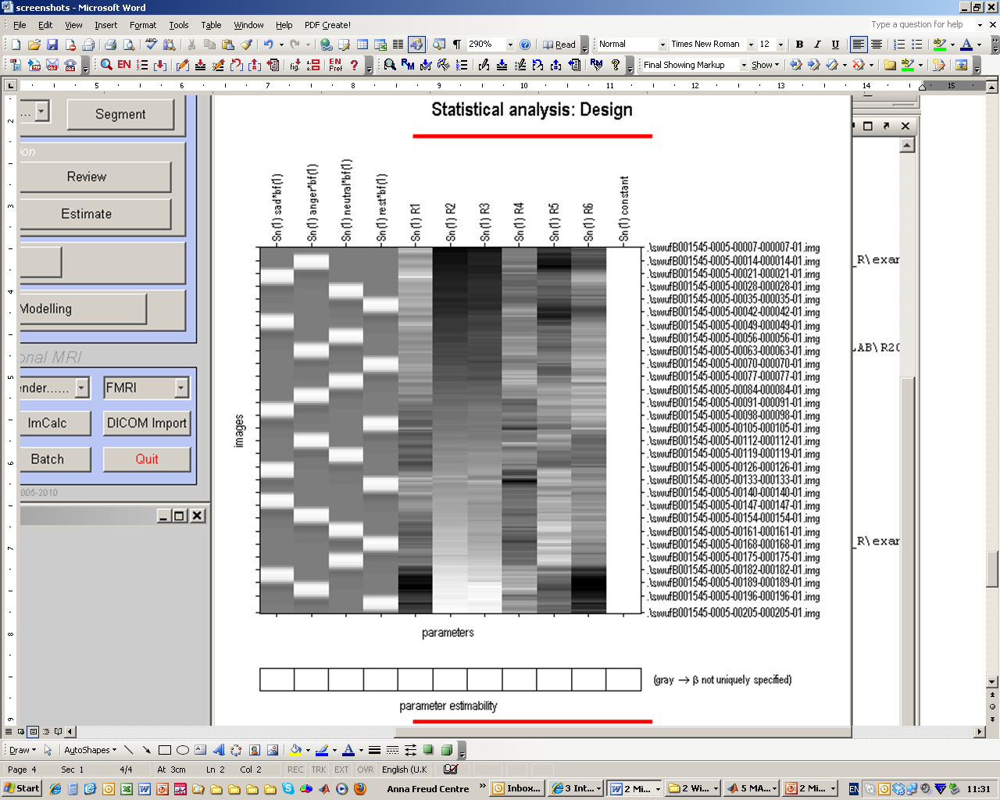 screenshots - Microsoft Word
File Edit View Insert Format Tools Table Window Help PDF Create!
Type a question for help
290% Read Normal Times New Roman 12
EN EN Ref Final Showing Markup Show
5 6 7 8 9 10 11 12 13 14 15
Statistical analysis: Design
Segment
Review
Estimate
Modelling
onal MRI
ender...... FMRI
ImCalc DICOM Import
Batch Quit
005-2010
Sn(1) sad*bf(1)
Sn(1) anger*bf(1)
Sn(1) neutral*bf(1)
Sn(1) rest*bf(1)
Sn(1) R1
Sn(1) R2
Sn(1) R3
Sn(1) R4
Sn(1) R5
Sn(1) R6
Sn(1) constant
images
.\swufB001545-0005-00007-000007-01.img
.\swufB001545-0005-00014-000014-01.img
.\swufB001545-0005-00021-000021-01.img
.\swufB001545-0005-00028-000028-01.img
.\swufB001545-0005-00035-000035-01.img
.\swufB001545-0005-00042-000042-01.img
.\swufB001545-0005-00049-000049-01.img
.\swufB001545-0005-00056-000056-01.img
.\swufB001545-0005-00063-000063-01.img
.\swufB001545-0005-00070-000070-01.img
.\swufB001545-0005-00077-000077-01.img
.\swufB001545-0005-00084-000084-01.img
.\swufB001545-0005-00091-000091-01.img
.\swufB001545-0005-00098-000098-01.img
.\swufB001545-0005-00105-000105-01.img
.\swufB001545-0005-00112-000112-01.img
.\swufB001545-0005-00119-000119-01.img
.\swufB001545-0005-00126-000126-01.img
.\swufB001545-0005-00133-000133-01.img
.\swufB001545-0005-00140-000140-01.img
.\swufB001545-0005-00147-000147-01.img
.\swufB001545-0005-00154-000154-01.img
.\swufB001545-0005-00161-000161-01.img
.\swufB001545-0005-00168-000168-01.img
.\swufB001545-0005-00175-000175-01.img
.\swufB001545-0005-00182-000182-01.img
.\swufB001545-0005-00189-000189-01.img
.\swufB001545-0005-00196-000196-01.img
.\swufB001545-0005-00205-000205-01.img
_R\exar
LAB\R20
_R\exar
parameters
(gray → β not uniquely specified)
parameter estimability
Draw AutoShapes
Page 4 Sec 1 4/4 At 3cm Ln 2 Col 2 REC TRK EXT OVR English (U.K
Start Anna Freud Centre » Inbox... 3 Int... 2 Mi... 2 Wi... 5 MA... 2 Mi... EN 11:31